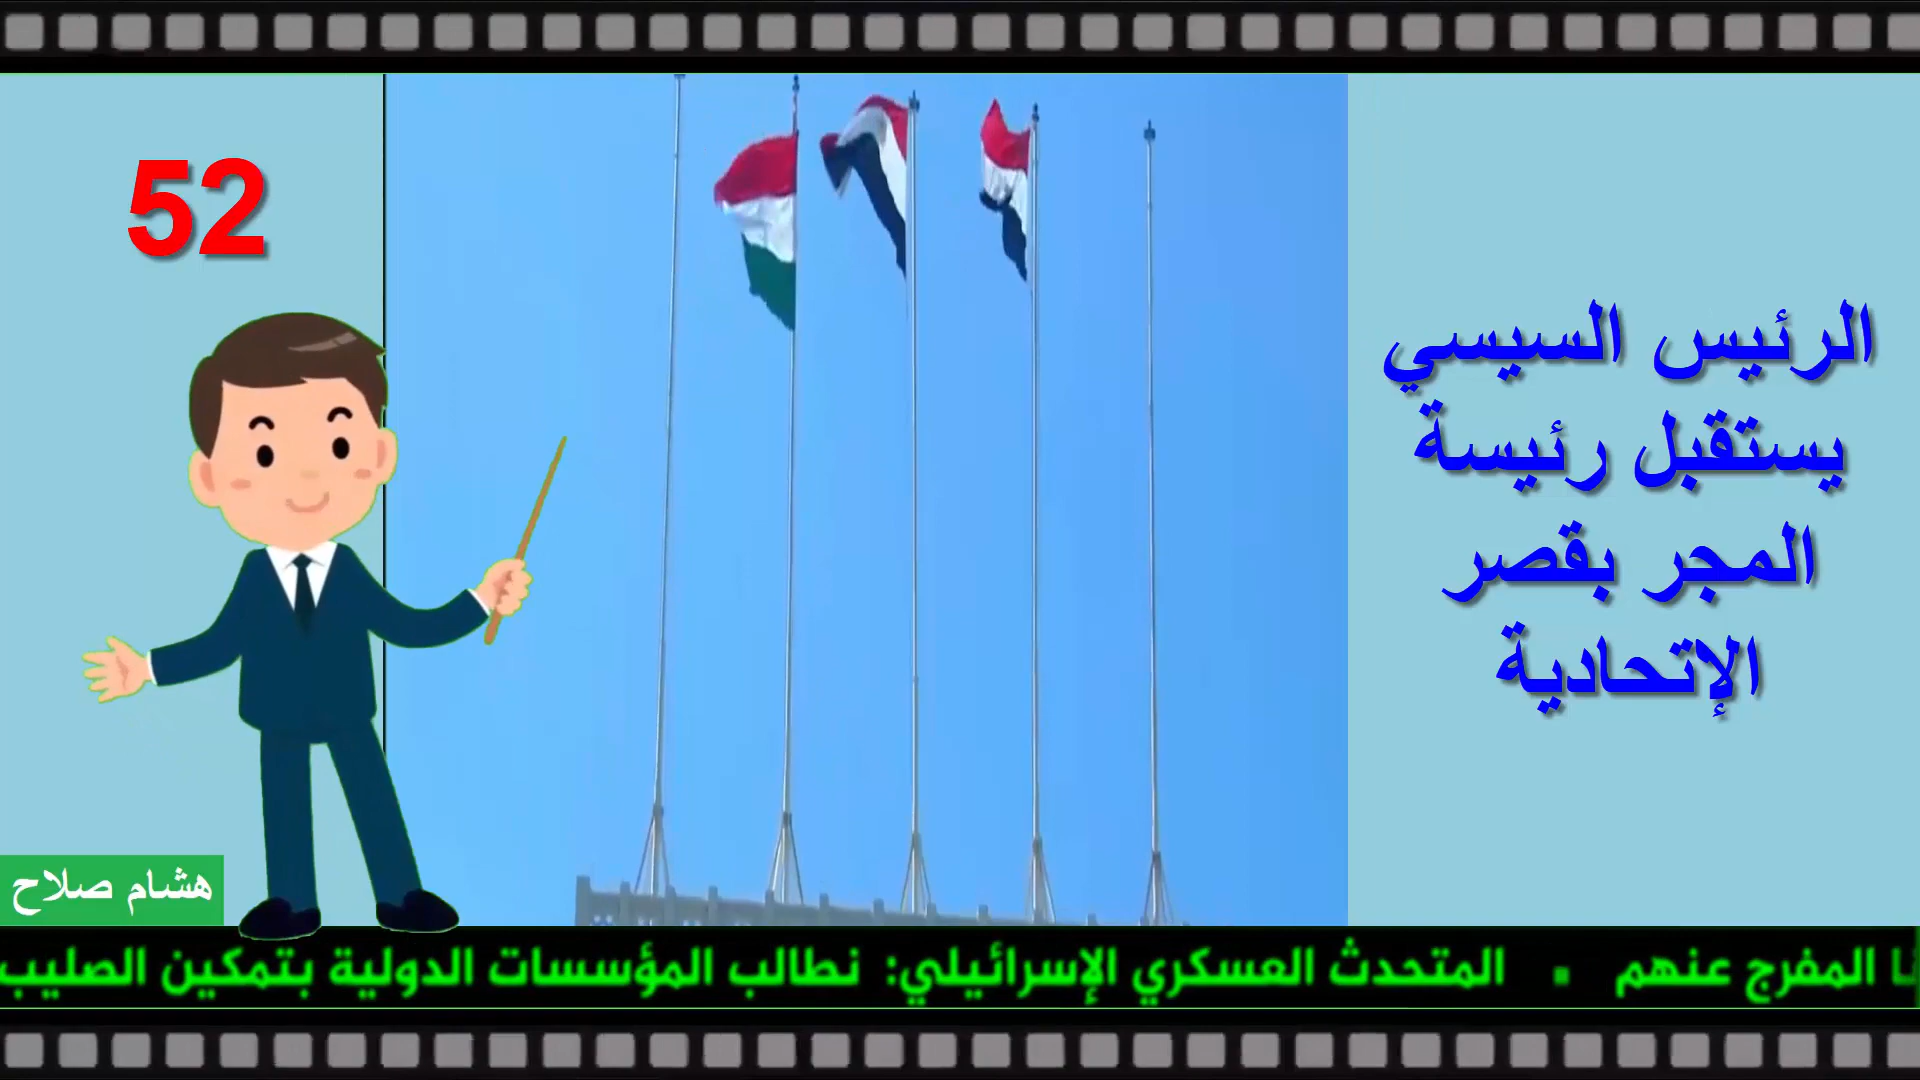 52
الرئيس السيسي
يستقبل رئيسة
المجر بقصر
الإتحادية
هشام صلاح
المفرج عنهم ▪ المتحدث العسكري الإسرائيلي: نطالب المؤسسات الدولية بتمكين الصليب